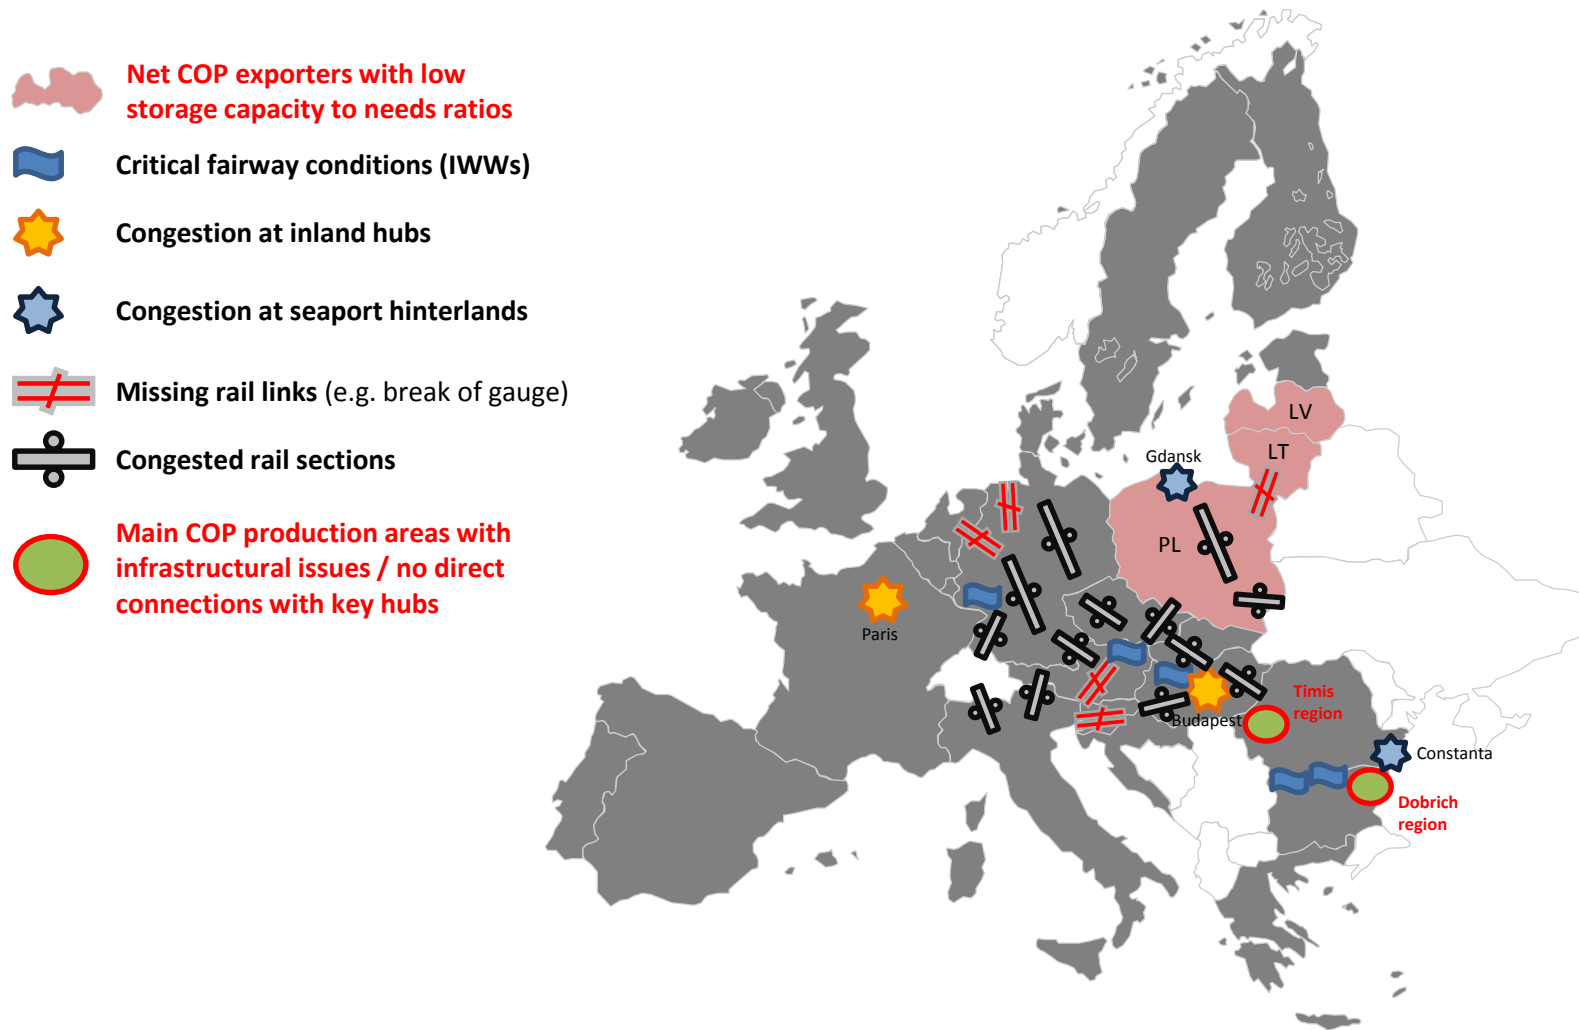 Net COP exporters with low
storage capacity to needs ratios
Critical fairway conditions (IWWs)
Congestion at inland hubs
Congestion at seaport hinterlands
Missing rail links (e.g. break of gauge)
Congested rail sections
Main COP production areas with
infrastructural issues / no direct
connections with key hubs
LV
LT
Gdansk
PL
Paris
Budapest
Timis
region
Constanta
Dobrich
region